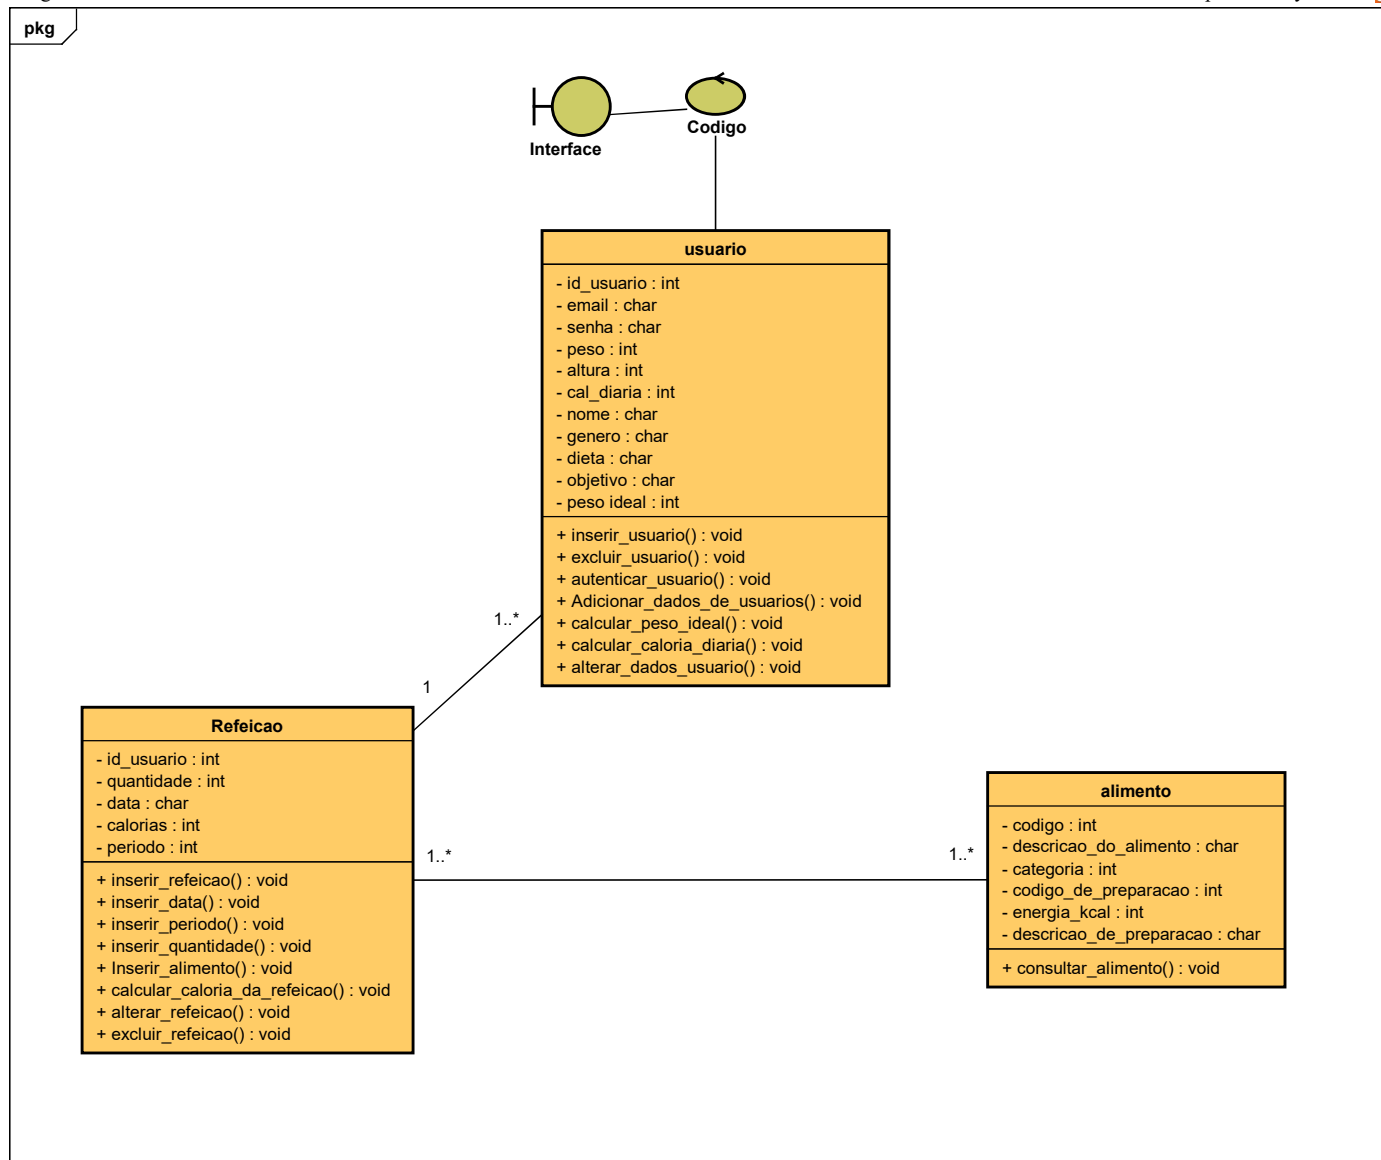 pkg
Interface
Codigo
usuario
- id_usuario : int
- email : char
- senha : char
- peso : int
- altura : int
- cal_diaria : int
- nome : char
- genero : char
- dieta : char
- objetivo : char
- peso ideal : int
+ inserir_usuario() : void
+ excluir_usuario() : void
+ autenticar_usuario() : void
+ Adicionar_dados_de_usuarios() : void
+ calcular_peso_ideal() : void
+ calcular_caloria_diaria() : void
+ alterar_dados_usuario() : void
1..*
1
Refeicao
- id_usuario : int
- quantidade : int
- data : char
- calorias : int
- periodo : int
+ inserir_refeicao() : void
+ inserir_data() : void
+ inserir_periodo() : void
+ inserir_quantidade() : void
+ Inserir_alimento() : void
+ calcular_caloria_da_refeicao() : void
+ alterar_refeicao() : void
+ excluir_refeicao() : void
1..*
1..*
alimento
- codigo : int
- descricao_do_alimento : char
- categoria : int
- codigo_de_preparacao : int
- energia_kcal : int
- descricao_de_preparacao : char
+ consultar_alimento() : void